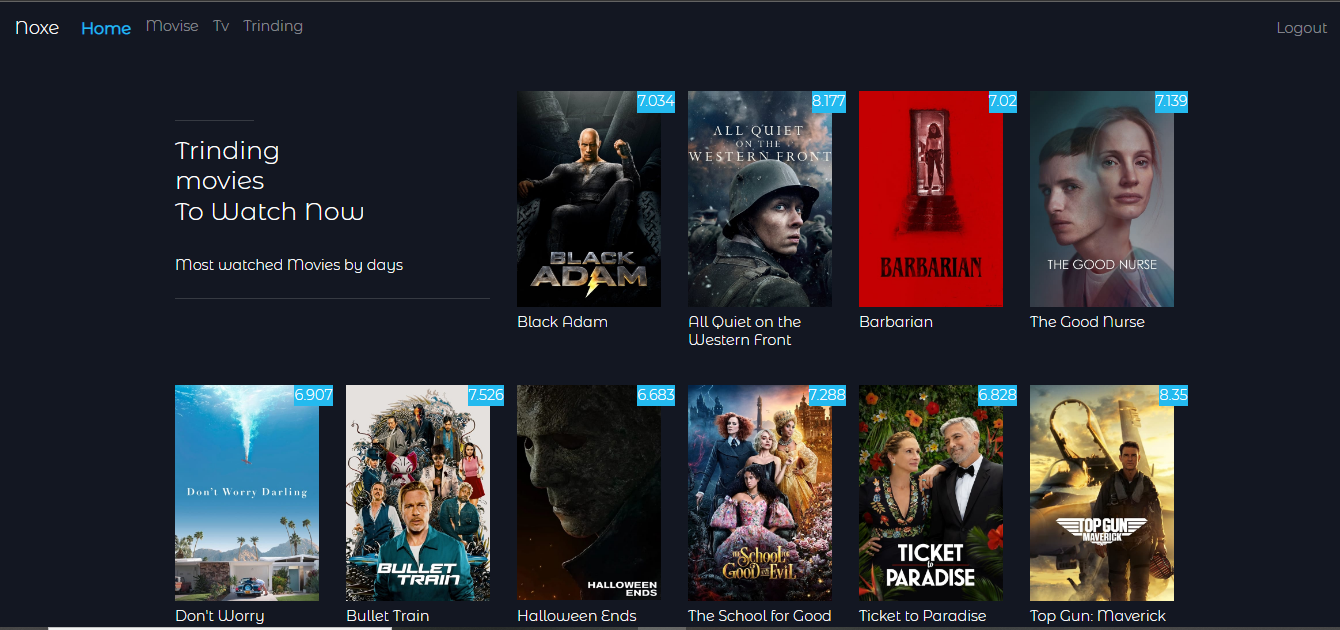 Noxe Home Movise Tv Trinding Logout
Trinding
movies
To Watch Now
Most watched Movies by days
7.034
BLACK
ADAM
Black Adam
8.177
ALL QUIET
ON THE
WESTERN FRONT
All Quiet on the
Western Front
7.02
BARBARIAN
Barbarian
7.139
THE GOOD NURSE
The Good Nurse
6.907
Don't Worry Darling
Don't Worry
7.526
BULLET
TRAIN
Bullet Train
6.683
HALLOWEEN
ENDS
Halloween Ends
7.288
THE School for
GOOD AND EVIL
The School for Good
6.828
TICKET
to
PARADISE
Ticket to Paradise
8.35
TOP GUN
MAVERICK
Top Gun: Maverick